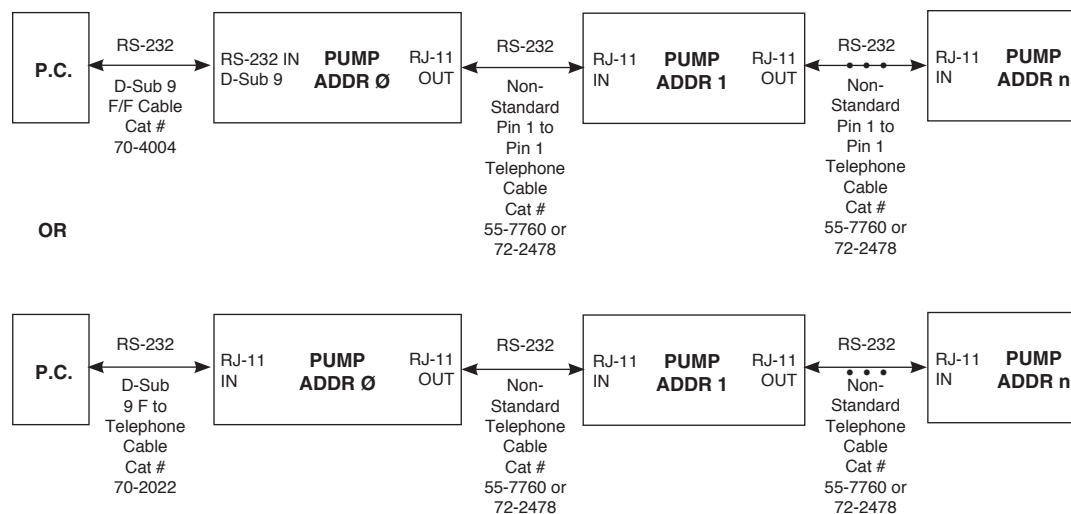 P.C.
RS-232
D-Sub 9
F/F Cable
Cat #
70-4004
RS-232 IN
D-Sub 9
PUMP
ADDR Ø
RJ-11
OUT
RS-232
Non-
Standard
Pin 1 to
Pin 1
Telephone
Cable
Cat #
55-7760 or
72-2478
RJ-11
IN
PUMP
ADDR 1
RJ-11
OUT
RS-232
Non-
Standard
Pin 1 to
Pin 1
Telephone
Cable
Cat #
55-7760 or
72-2478
RJ-11
IN
PUMP
ADDR n
OR
P.C.
RS-232
D-Sub
9 F to
Telephone
Cable
Cat #
70-2022
RJ-11
IN
PUMP
ADDR Ø
RJ-11
OUT
RS-232
Non-
Standard
Telephone
Cable
Cat #
55-7760 or
72-2478
RJ-11
IN
PUMP
ADDR 1
RJ-11
OUT
RS-232
Non-
Standard
Telephone
Cable
Cat #
55-7760 or
72-2478
RJ-11
IN
PUMP
ADDR n